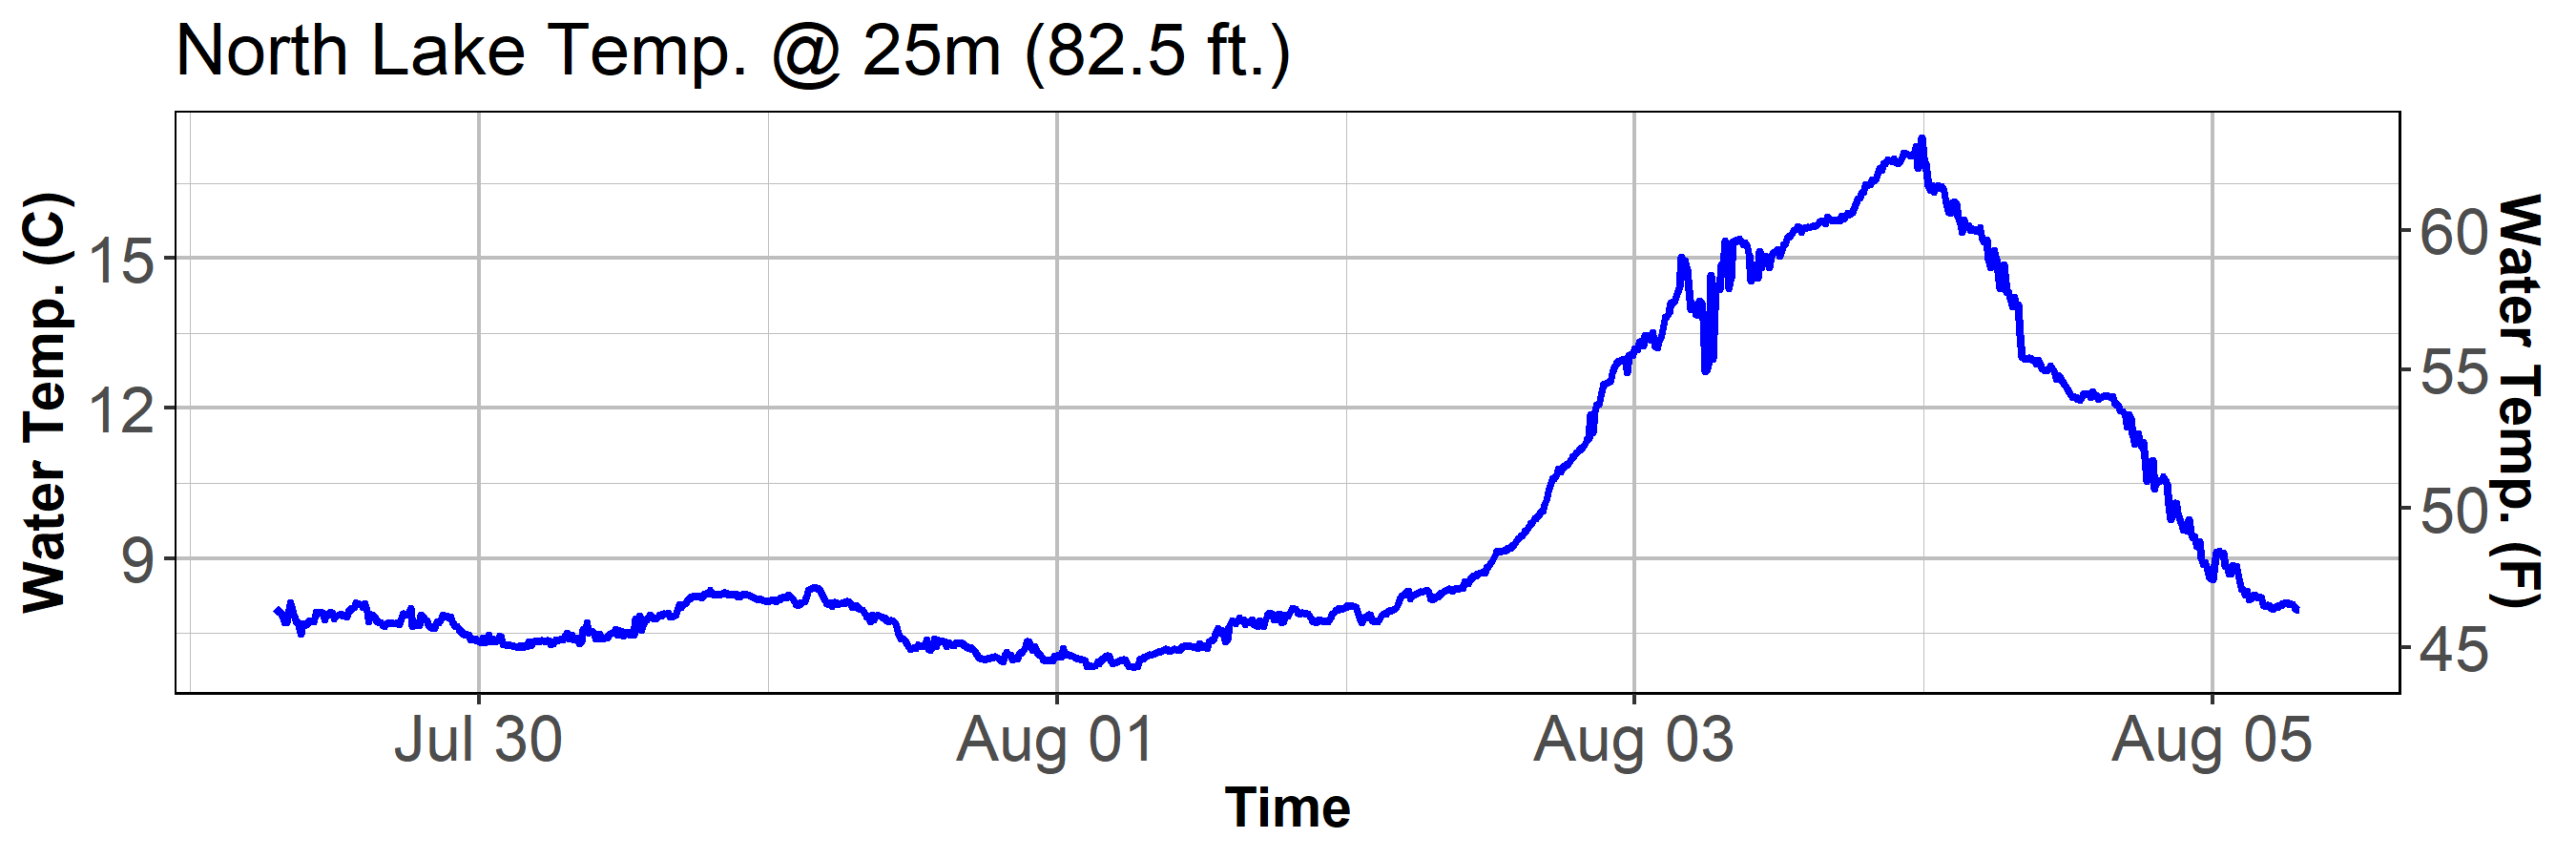 North Lake Temp. @ 25m (82.5 ft.)
Water Temp. (C)
15
12
9
60
55
50
45
Water Temp. (F)
Jul 30
Aug 01
Aug 03
Aug 05
Time